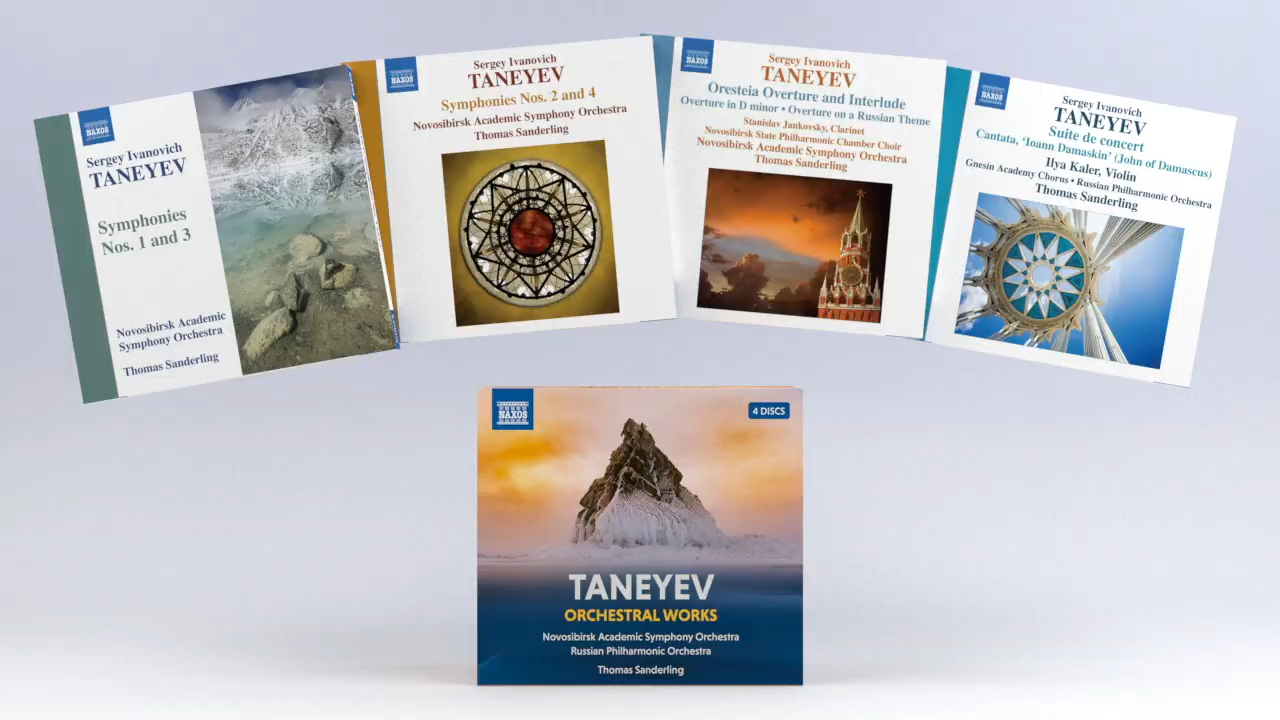 NAXOS
Sergey Ivanovich
TANEYEV
Symphonies
Nos. 1 and 3
Novosibirsk Academic
Symphony Orchestra
Thomas Sanderling
NAXOS
Sergey Ivanovich
TANEYEV
Symphonies Nos. 2 and 4
Novosibirsk Academic Symphony Orchestra
Thomas Sanderling
NAXOS
Sergey Ivanovich
TANEYEV
Oresteia Overture and Interlude
Overture in D minor • Overture on a Russian Theme
Stanislav Jankovsky, Clarinet
Novosibirsk State Philharmonic Chamber Choir
Novosibirsk Academic Symphony Orchestra
Thomas Sanderling
NAXOS
Sergey Ivanovich
TANEYEV
Suite de concert
Cantata, ‘Ioann Damaskin’ (John of Damascus)
Ilya Kaler, Violin
Gnesin Academy Chorus • Russian Philharmonic Orchestra
Thomas Sanderling
NAXOS
4 DISCS
TANEYEV
ORCHESTRAL WORKS
Novosibirsk Academic Symphony Orchestra
Russian Philharmonic Orchestra
Thomas Sanderling